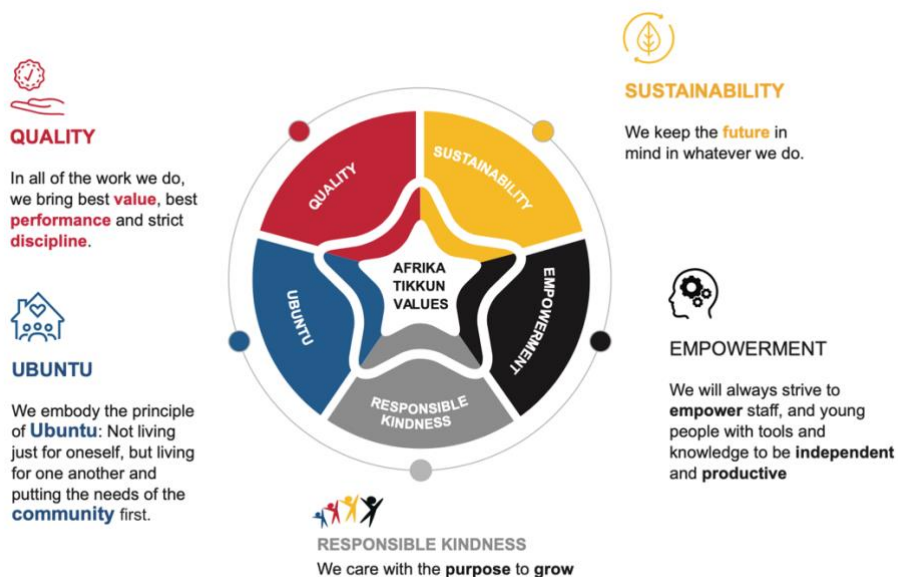 QUALITY
In all of the work we do,
we bring best value, best
performance and strict
discipline.
UBUNTU
We embody the principle
of Ubuntu: Not living
just for oneself, but living
for one another and
putting the needs of the
community first.
QUALITY
SUSTAINABILITY
EMPOWERMENT
RESPONSIBLE
KINDNESS
UBUNTU
AFRIKA
TIKKUN
VALUES
SUSTAINABILITY
We keep the future in
mind in whatever we do.
EMPOWERMENT
We will always strive to
empower staff, and young
people with tools and
knowledge to be independent
and productive
RESPONSIBLE KINDNESS
We care with the purpose to grow